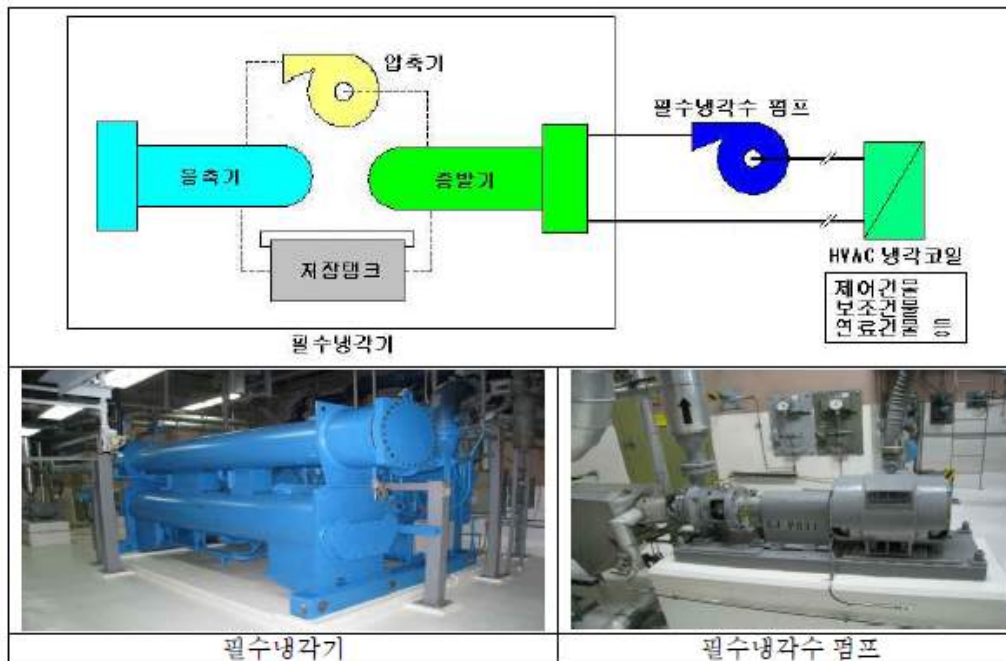 압축기
필수냉각수 펌프
응축기
증발기
저장탱크
HVAC 냉각코일
제어건물
보조건물
연료건물 등
필수냉각기
필수냉각기
필수냉각수 펌프